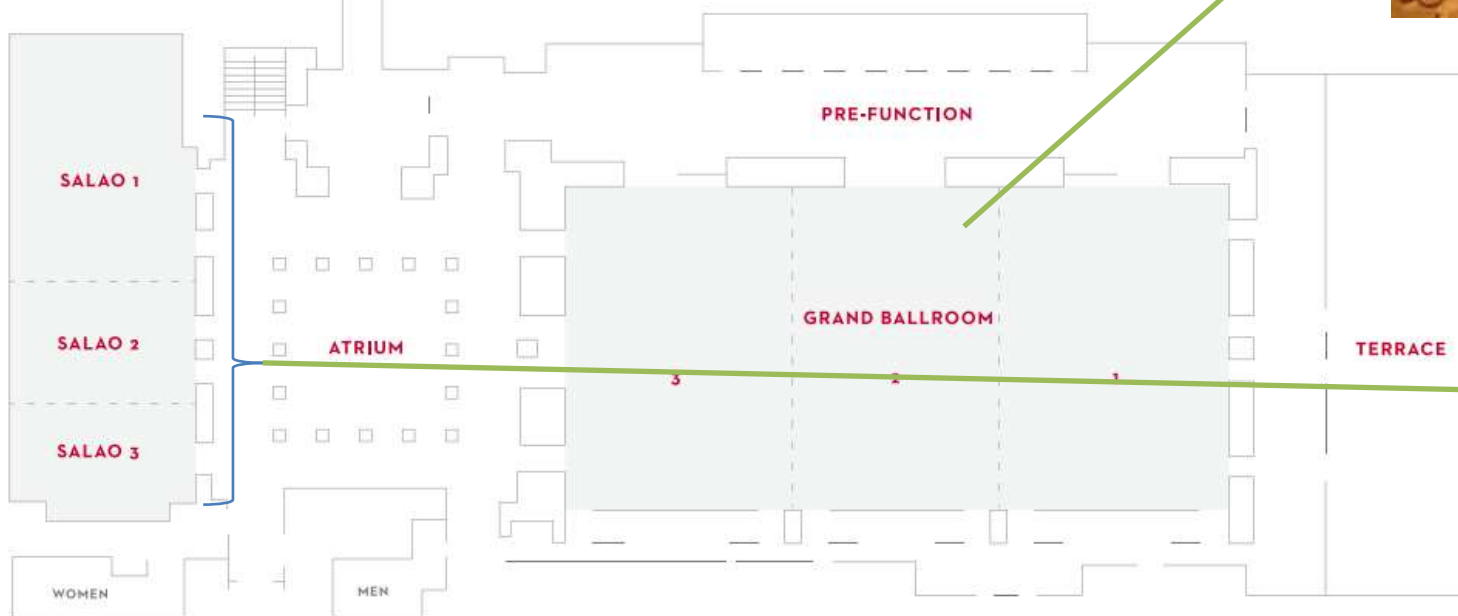 PRE-FUNCTION
SALAO 1
GRAND BALLROOM
SALAO 2
ATRIUM
TERRACE
3
2
1
SALAO 3
WOMEN
MEN